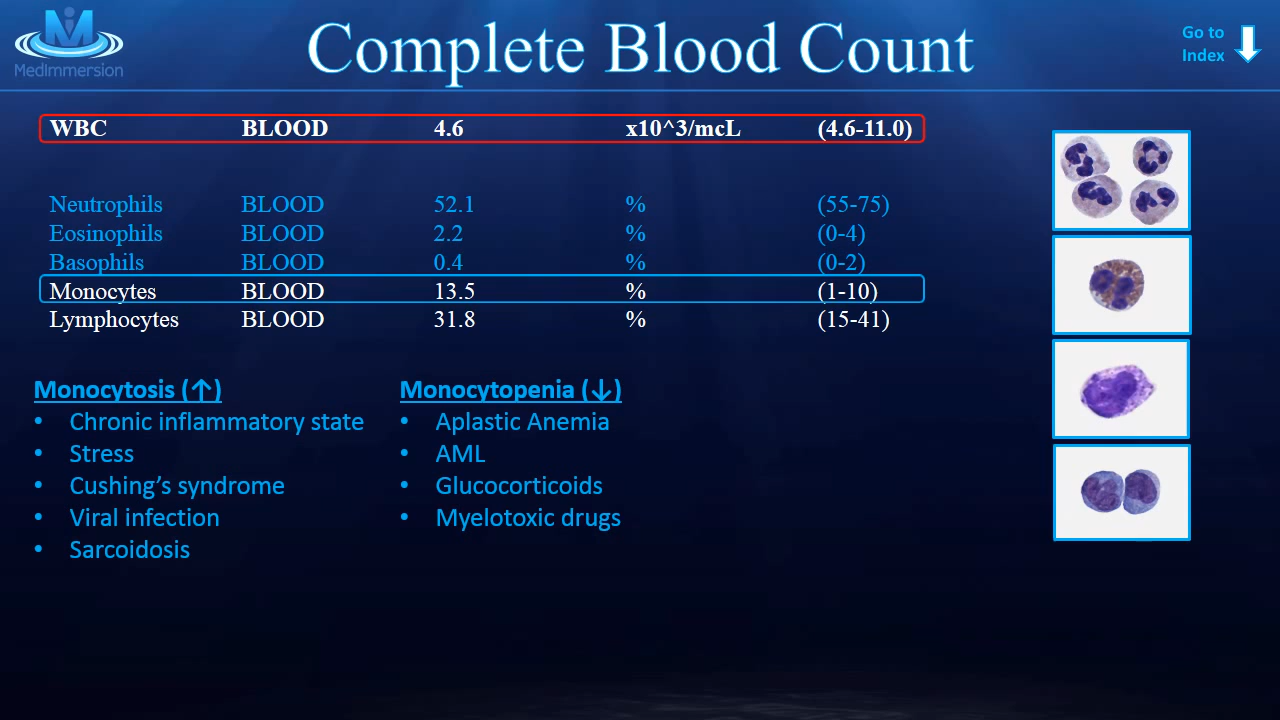 MedImmersion
Complete Blood Count
Go to
Index
WBC BLOOD 4.6 x10^3/mcL (4.6-11.0)
Neutrophils BLOOD 52.1 % (55-75)
Eosinophils BLOOD 2.2 % (0-4)
Basophils BLOOD 0.4 % (0-2)
Monocytes BLOOD 13.5 % (1-10)
Lymphocytes BLOOD 31.8 % (15-41)
Monocytosis (↑)
• Chronic inflammatory state
• Stress
• Cushing’s syndrome
• Viral infection
• Sarcoidosis
Monocytopenia (↓)
• Aplastic Anemia
• AML
• Glucocorticoids
• Myelotoxic drugs